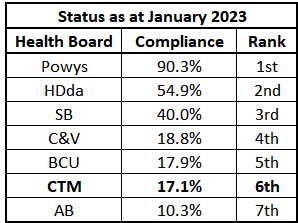 Status as at January 2023
Health Board Compliance Rank
Powys 90.3% 1st
HDda 54.9% 2nd
SB 40.0% 3rd
C&V 18.8% 4th
BCU 17.9% 5th
CTM 17.1% 6th
AB 10.3% 7th